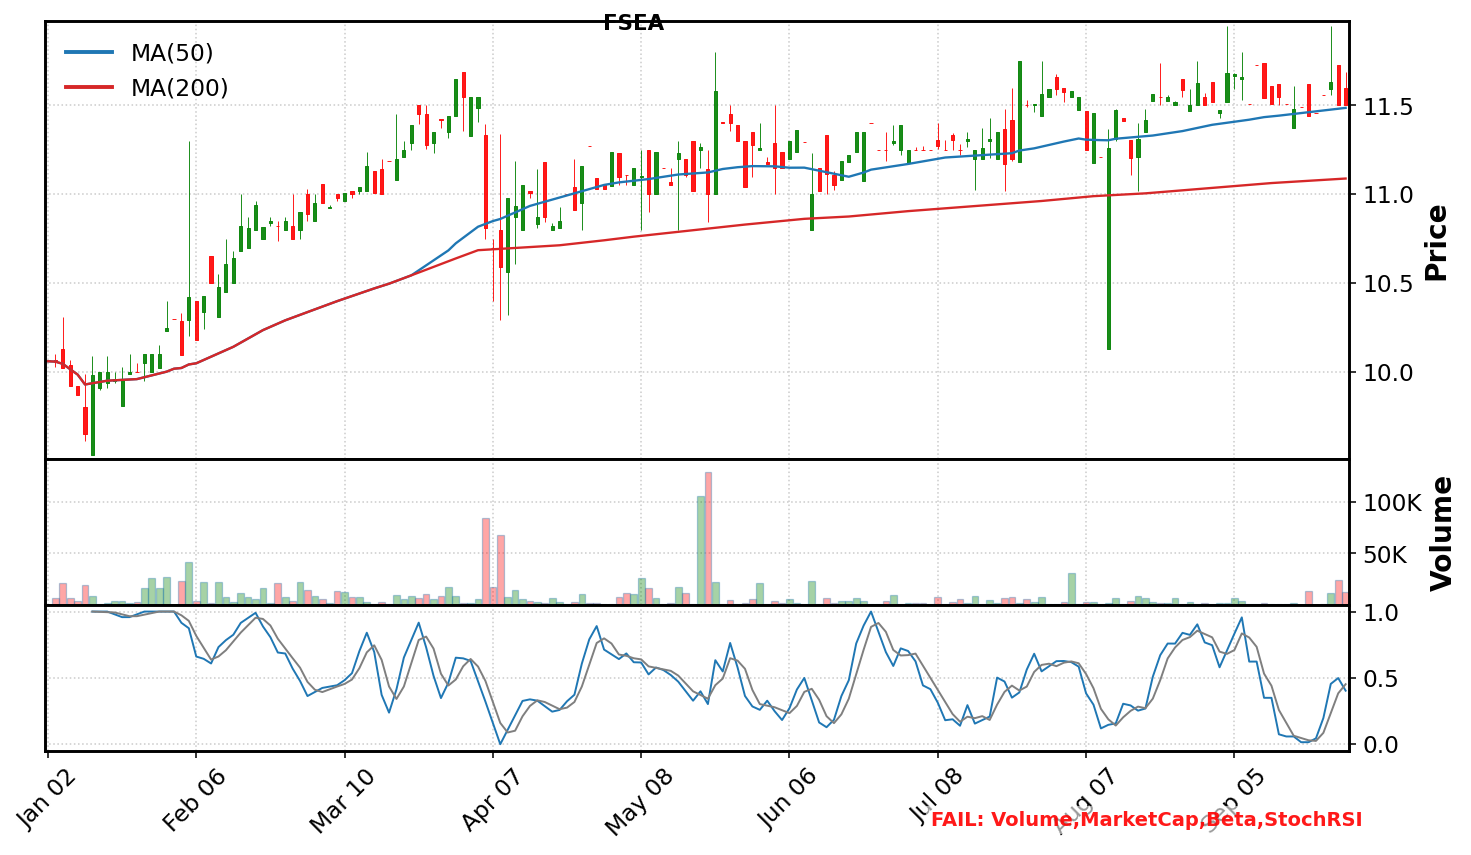 FSEA
MA(50)
MA(200)
11.5
11.0
10.5
10.0
Price
100K
50K
Volume
1.0
0.5
0.0
Jan 02
Feb 06
Mar 10
Apr 07
May 08
Jun 06
Jul 08
Aug 07
Sep 05
FAIL: Volume,MarketCap,Beta,StochRSI